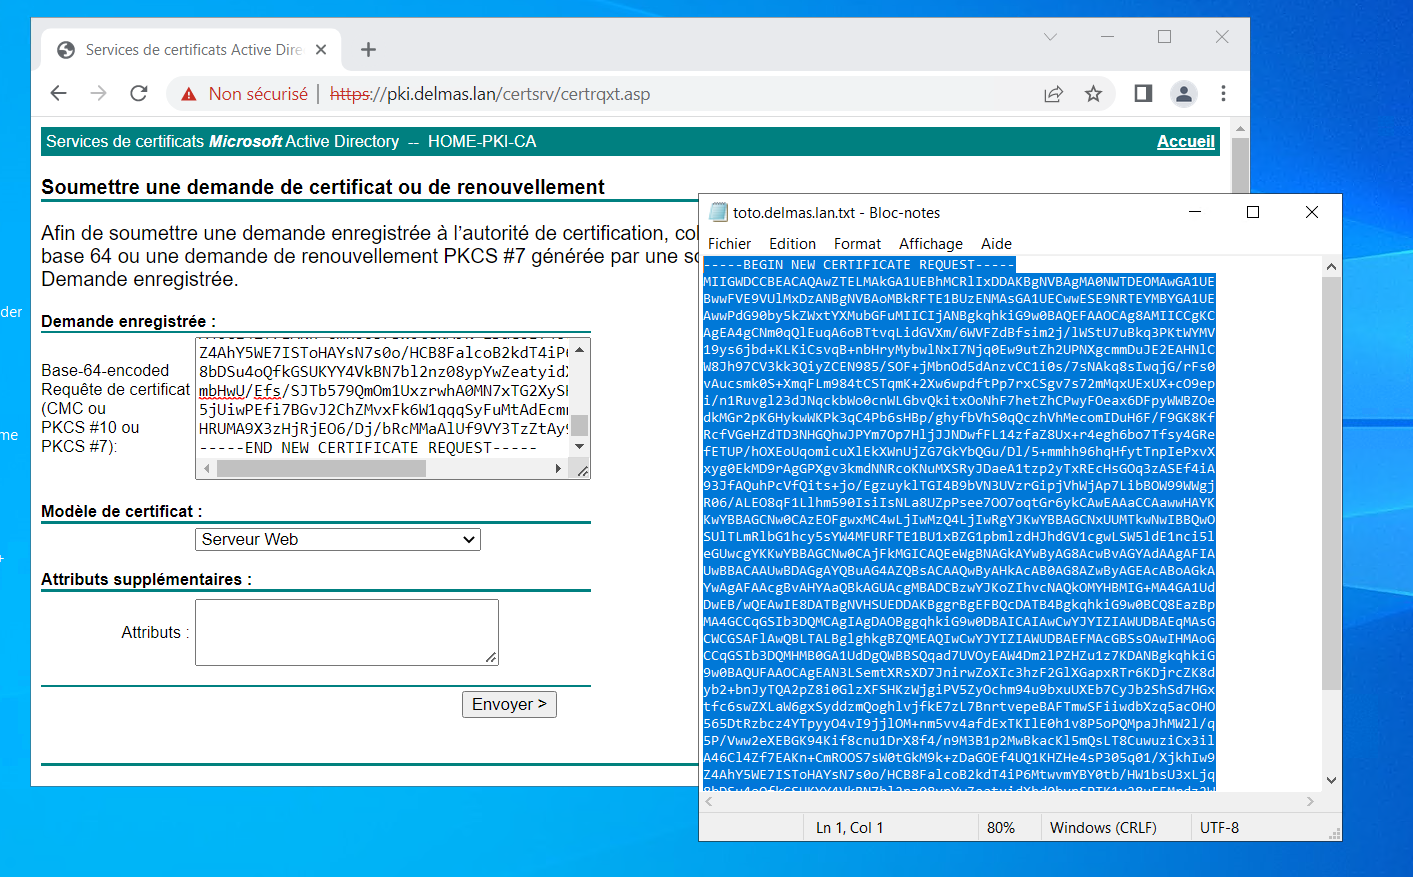 Services de certificats Active Dire
Non sécurisé | https://pki.delmas.lan/certsrv/certrqxt.asp
Services de certificats Microsoft Active Directory -- HOME-PKI-CA
Accueil
Soumettre une demande de certificat ou de renouvellement
Afin de soumettre une demande enregistrée à l'autorité de certification, col
base 64 ou une demande de renouvellement PKCS #7 générée par une so
Demande enregistrée.
Demande enregistrée :
Base-64-encoded
Requête de certificat
(CMC ou
PKCS #10 ou
PKCS #7):
Z4AhY5WE7ISToHAYsN7s0o/HCB8FalcoB2kdT4iP6
8bDSu4oQfkGSUKYY4VkBN7bl2nz08ypYwZeatyidX
mbHwU/Efs/SJTb579QmOm1UxzrwhA0MN7xTG2XySH
5jUiwPEfi7BGvJ2ChZMvxFk6W1qqqSyFuMtAdEcmm
HRUMA9X3zHjRjEO6/Dj/bRcMMaAlUf9VY3TzZtAy9
-----END NEW CERTIFICATE REQUEST-----
Modèle de certificat :
Serveur Web
Attributs supplémentaires :
Attributs :
Envoyer >
toto.delmas.lan.txt - Bloc-notes
Fichier Edition Format Affichage Aide
-----BEGIN NEW CERTIFICATE REQUEST-----
MIIGWDCCBEACAQAwZTELMAkGA1UEBhMCRlIxDDAKBgNVBAgMA0NWTDEOMAwGA1UE
BwwFVE9VUlMxDzANBgNVBAoMBkRFTE1BUzENMAsGA1UECwwESE9NRTEYMBYGA1UE
AwwPdG90by5kZWxtYXMubGFuMIICIjANBgkqhkiG9w0BAQEFAAOCAg8AMIICCgKC
AgEA4gCNm0qQlEuqA6oBTtvqLidGVXm/6WVFZdBfsim2j/lWStU7uBkq3PKtWYMV
19ys6jbd+KLKiCsvqB+nbHryMybwlNxI7Njq0Ew9utZh2UPNXgcmmDuJE2EAHNlC
W8Jh97CV3kk3QiyZCEN985/SOF+jMbnOd5dAnzvCC1i0s/7sNAkq8sIwqjG/rFs0
vAucsmk0S+XmqFLm984tCSTqmK+2Xw6wpdftPp7rxCSgv7s72mMqxUExUX+cO9ep
i/n1Ruvgl23dJNqckbWo0cnWLGbvQkitxOoNhF7hetZhCPwyFOeax6DFpyWWBZOe
dkMGr2pK6HykwWKPk3qC4Pb6sHBp/ghyfbVhS0qQczhVhMecomIDuH6F/F9GK8Kf
RcfVGeHZdTD3NHGQhwJPYm7Op7HljJJNDwfFL14zfaZ8Ux+r4egh6bo7Tfsy4GRe
fETUP/hOXEoUqomicuXlEkXWnUjZG7GkYbQGu/Dl/5+mmhh96hqHfytTnpIePxvX
xyg0EkMD9rAgGPXgv3kmdNNRcoKNuMXSRyJDaeA1tzp2yTxREcHsGOq3zASEf4iA
93JfAQuhPcVfQits+jo/EgzuyklTGI4B9bVN3UVzrGipjVhWjAp7LibBOW99WWgj
R06/ALEO8qF1Llhm590IsiIsNLa8UZpPsee7OO7oqtGr6ykCAwEAAaCCAawwHAYK
KwYBBAGCNw0CAzEOFgwxMC4wLjIwMzQ4LjIwRgYJKwYBBAGCNxUUMTkwNwIBBQwO
SUlTLmRlbG1hcy5sYW4MFURFTE1BU1xBZG1pbmlzdHJhdGV1cgwLSW5ldE1nci5l
eGUwcgYKKwYBBAGCNw0CAjFkMGICAQEeWgBNAGkAYwByAG8AcwBvAGYAdAAgAFIA
UwBBACAAUwBDAGgAYQBuAG4AZQBsACAAQwByAHkAcAB0AG8AZwByAGEAcABoAGkA
YwAgAFAAcgBvAHYAaQBkAGUAcgMBADCBzwYJKoZIhvcNAQkOMYHBMIG+MA4GA1Ud
DwEB/wQEAwIE8DATBgNVHSUEDDAKBggrBgEFBQcDATB4BgkqhkiG9w0BCQ8EazBp
MA4GCCqGSIb3DQMCAgIAgDAOBggqhkiG9w0DBAICAIAwCwYJYIZIAWUDBAEqMAsG
CWCGSAFlAwQBLTALBglghkgBZQMEAQIwCwYJYIZIAWUDBAEFMAcGBSsOAwIHMAoG
CCqGSIb3DQMHMB0GA1UdDgQWBBSQqad7UVOyEAW4Dm2lPZHZu1z7KDANBgkqhkiG
9w0BAQUFAAOCAgEAN3LSemtXRsXD7JnirwZoXIc3hzF2GlXGapxRTr6KDjrcZK8d
yb2+bnJyTQA2pZ8i0GlzXFSHKzWjgiPV5ZyOchm94u9bxuUXEb7CyJb2ShSd7HGx
tfc6swZXLaW6gxSyddzmQoghlvjfkE7zL7BnrtvepeBAFTmwSFiiwdbXzq5acOHO
565DtRzbcz4YTpyyO4vI9jjlOM+nm5vv4afdExTKIlE0h1v8P5oPQMpaJhMW2l/q
5P/Vww2eXEBGK94Kif8cnu1DrX8f4/n9M3B1p2MwBkacKl5mQsLT8CuwuziCx3il
A46Cl4Zf7EAKn+CmROOS7sW0tGkM9k+zDaGOEf4UQ1KHZHe4sP305q01/XjkhIw9
Z4AhY5WE7ISToHAYsN7s0o/HCB8FalcoB2kdT4iP6MtwvmYBY0tb/HW1bsU3xLjq
Ln 1, Col 1
80%
Windows (CRLF)
UTF-8
der
me
+